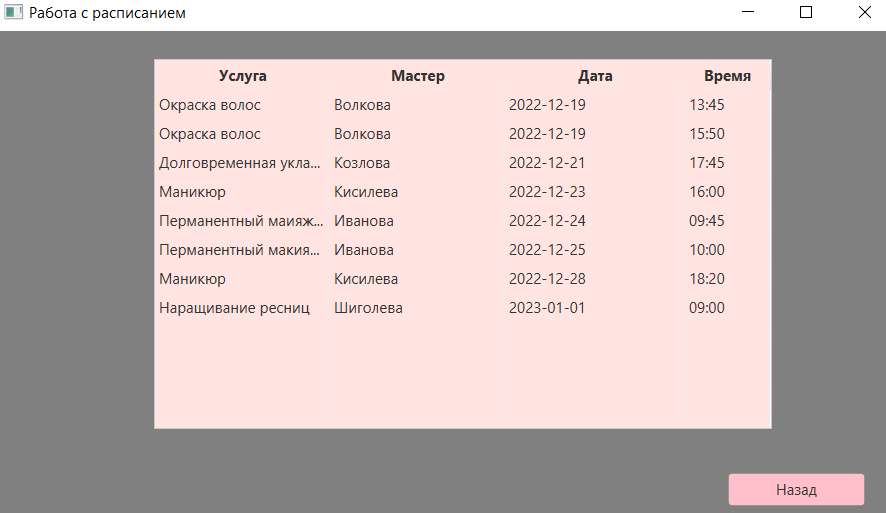 Работа с расписанием
Услуга Мастер Дата Время
Окраска волос Волкова 2022-12-19 13:45
Окраска волос Волкова 2022-12-19 15:50
Долговременная укла... Козлова 2022-12-21 17:45
Маникюр Кисилева 2022-12-23 16:00
Перманентный маияж... Иванова 2022-12-24 09:45
Перманентный макия... Иванова 2022-12-25 10:00
Маникюр Кисилева 2022-12-28 18:20
Наращивание ресниц Шиголева 2023-01-01 09:00
Назад